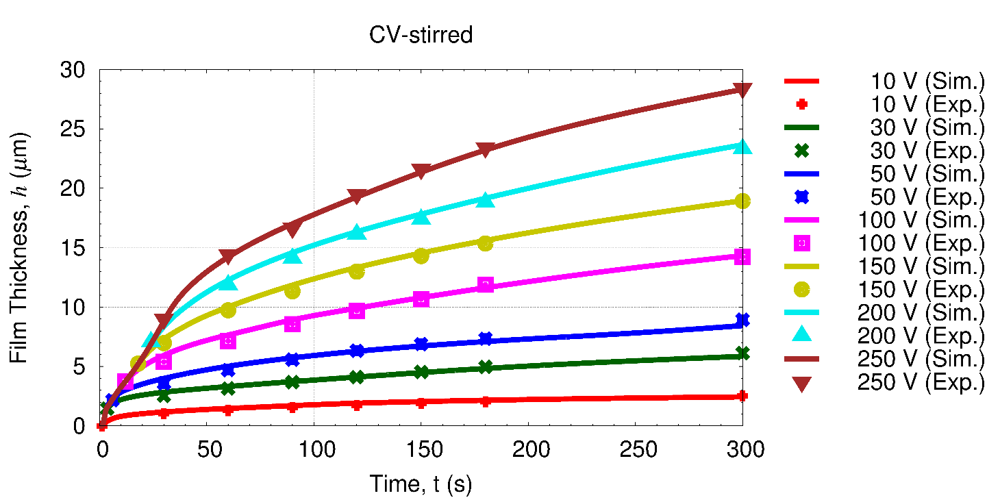 CV-stirred
30
25
20
15
10
5
0
Film Thickness, h (μm)
0 50 100 150 200 250 300
Time, t (s)
10 V (Sim.)
10 V (Exp.)
30 V (Sim.)
30 V (Exp.)
50 V (Sim.)
50 V (Exp.)
100 V (Sim.)
100 V (Exp.)
150 V (Sim.)
150 V (Exp.)
200 V (Sim.)
200 V (Exp.)
250 V (Sim.)
250 V (Exp.)